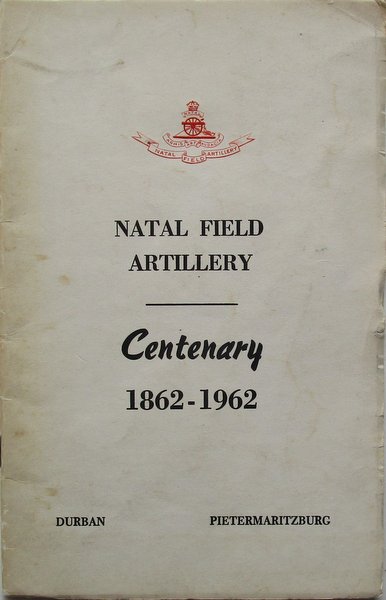 NATAL FIELD ARTILLERY
NATAL FIELD
ARTILLERY
Centenary
1862-1962
DURBAN PIETERMARITZBURG